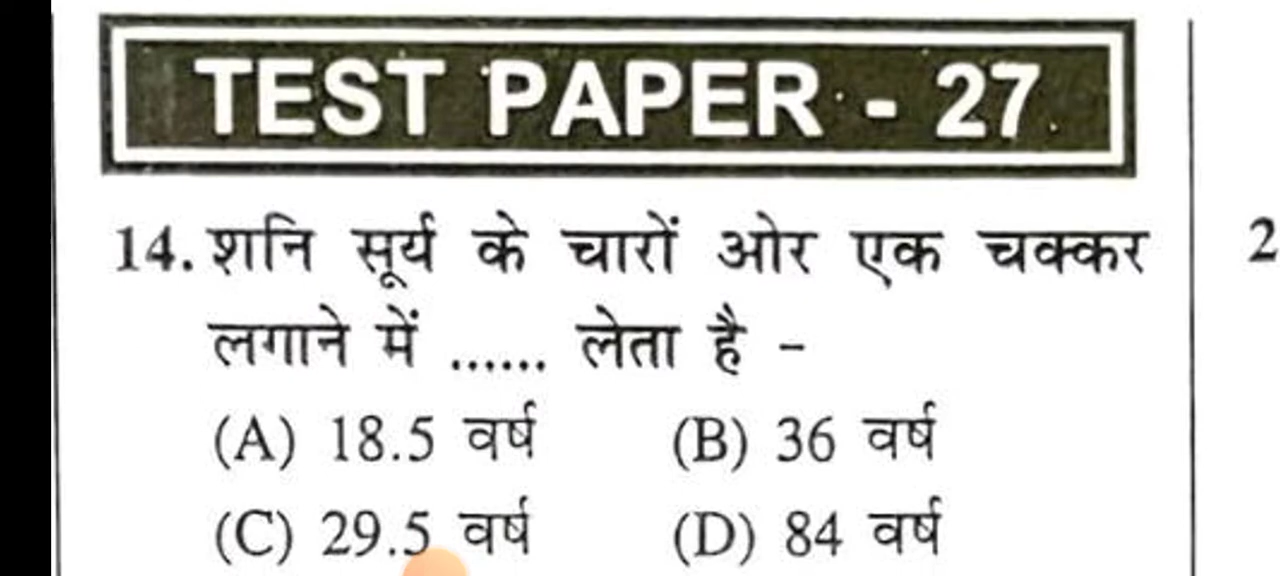 TEST PAPER - 27
14. शनि सूर्य के चारों ओर एक चक्कर
लगाने में ...... लेता है -
(A) 18.5 वर्ष (B) 36 वर्ष
(C) 29.5 वर्ष (D) 84 वर्ष
2